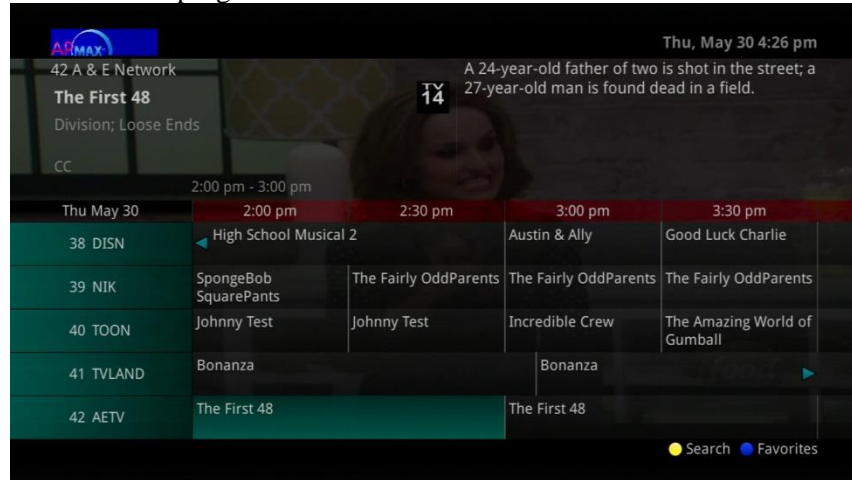 APMAX
Thu, May 30 4:26 pm
42 A & E Network
The First 48
Division; Loose Ends
CC
2:00 pm - 3:00 pm
TV
14
A 24-year-old father of two is shot in the street; a
27-year-old man is found dead in a field.
Thu May 30 2:00 pm 2:30 pm 3:00 pm 3:30 pm
38 DISN High School Musical 2 Austin & Ally Good Luck Charlie
39 NIK SpongeBob
SquarePants The Fairly OddParents The Fairly OddParents The Fairly OddParents
40 TOON Johnny Test Johnny Test Incredible Crew The Amazing World of
Gumball
41 TVLAND Bonanza Bonanza
42 AETV The First 48 The First 48
Search Favorites